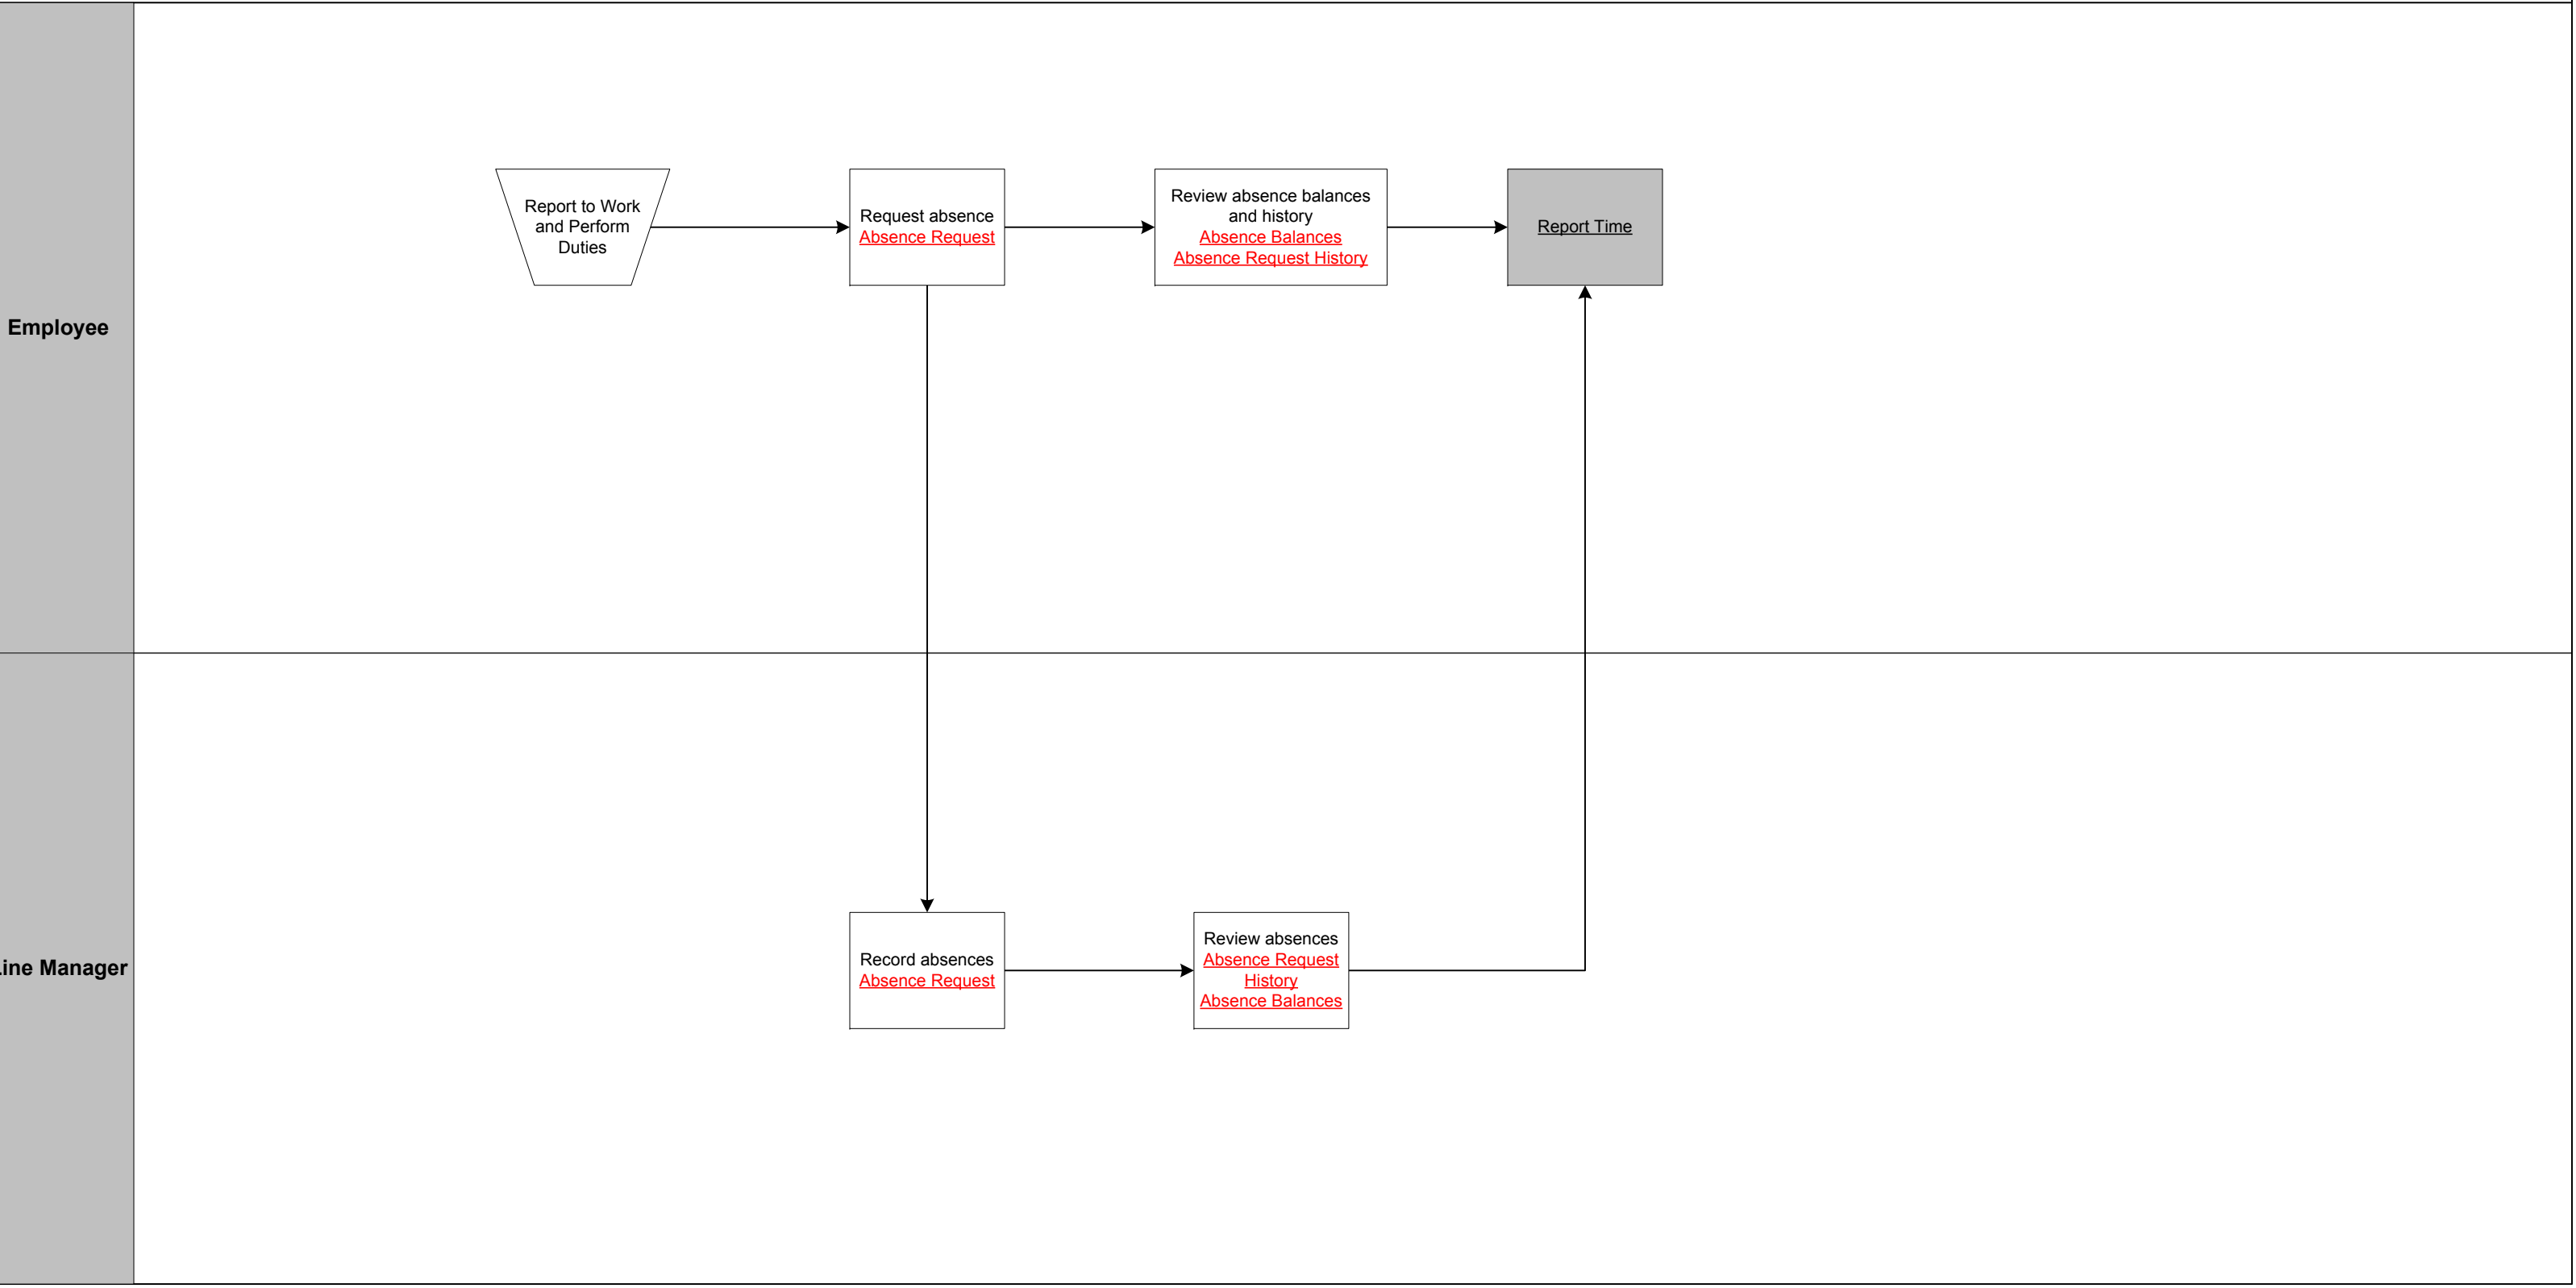 Employee
Report to Work
and Perform
Duties
Request absence
Absence Request
Review absence balances
and history
Absence Balances
Absence Request History
Report Time
ine Manager
Record absences
Absence Request
Review absences
Absence Request
History
Absence Balances